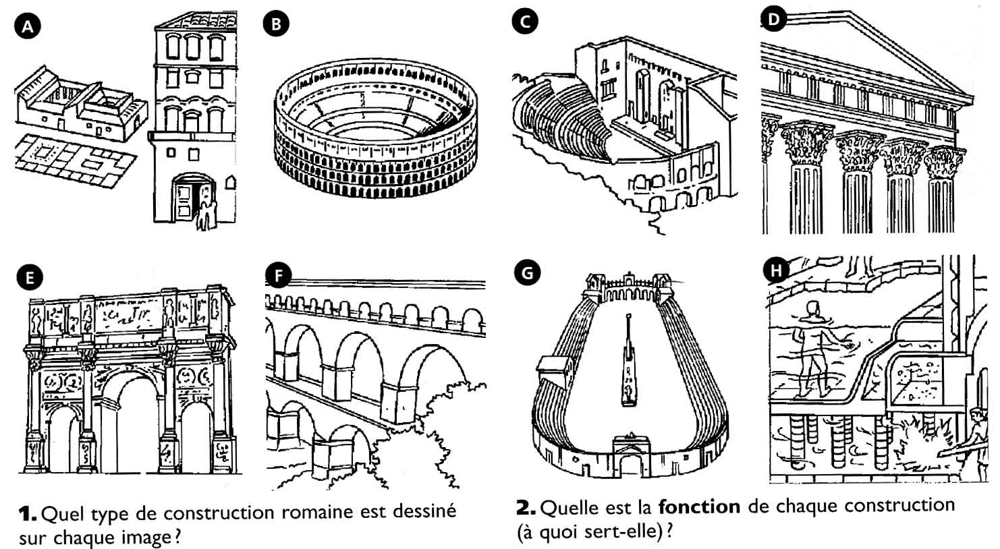 A
B
C
D
E
F
G
H
1. Quel type de construction romaine est dessiné
sur chaque image ?
2. Quelle est la fonction de chaque construction
(à quoi sert-elle) ?